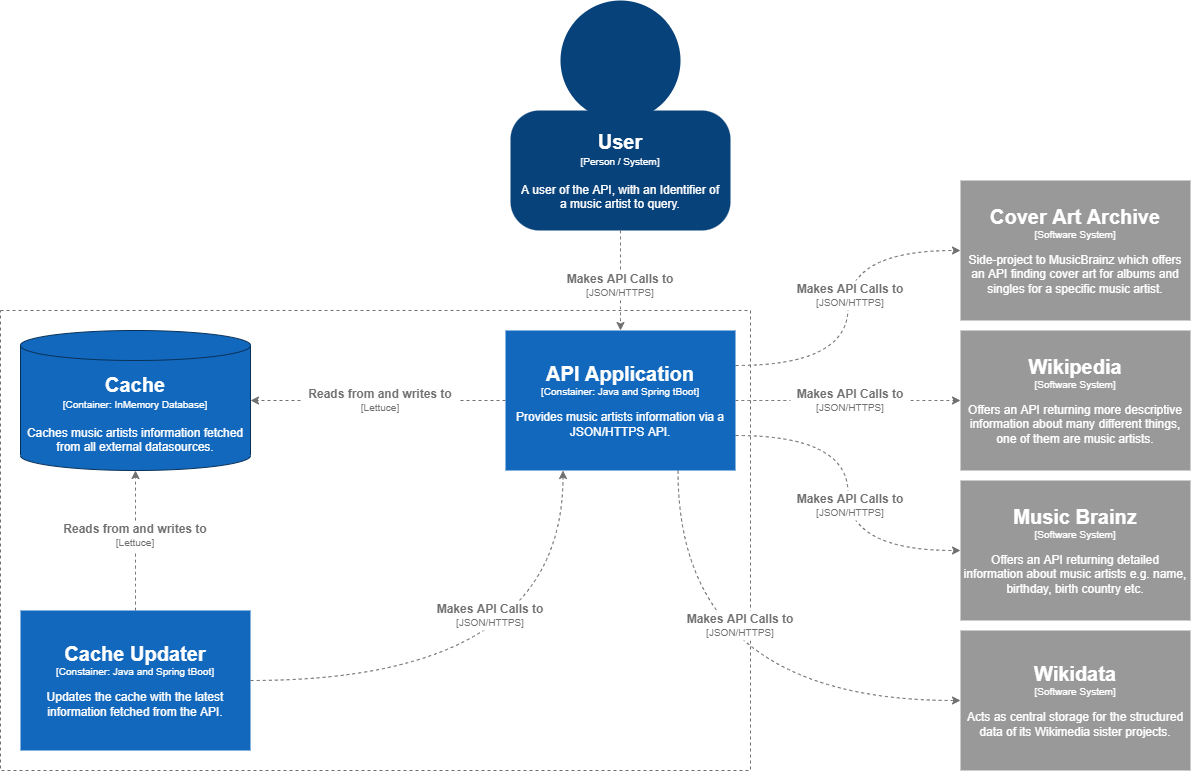 User
[Person / System]
A user of the API, with an Identifier of
a music artist to query.
Makes API Calls to
[JSON/HTTPS]
Cover Art Archive
[Software System]
Side-project to MusicBrainz which offers
an API finding cover art for albums and
singles for a specific music artist.
Makes API Calls to
[JSON/HTTPS]
Cache
[Container: InMemory Database]
Caches music artists information fetched
from all external datasources.
Reads from and writes to
[Lettuce]
API Application
[Constainer: Java and Spring tBoot]
Provides music artists information via a
JSON/HTTPS API.
Makes API Calls to
[JSON/HTTPS]
Wikipedia
[Software System]
Offers an API returning more descriptive
information about many different things,
one of them are music artists.
Makes API Calls to
[JSON/HTTPS]
Music Brainz
[Software System]
Offers an API returning detailed
information about music artists e.g. name,
birthday, birth country etc.
Reads from and writes to
[Lettuce]
Makes API Calls to
[JSON/HTTPS]
Makes API Calls to
[JSON/HTTPS]
Cache Updater
[Constainer: Java and Spring tBoot]
Updates the cache with the latest
information fetched from the API.
Wikidata
[Software System]
Acts as central storage for the structured
data of its Wikimedia sister projects.